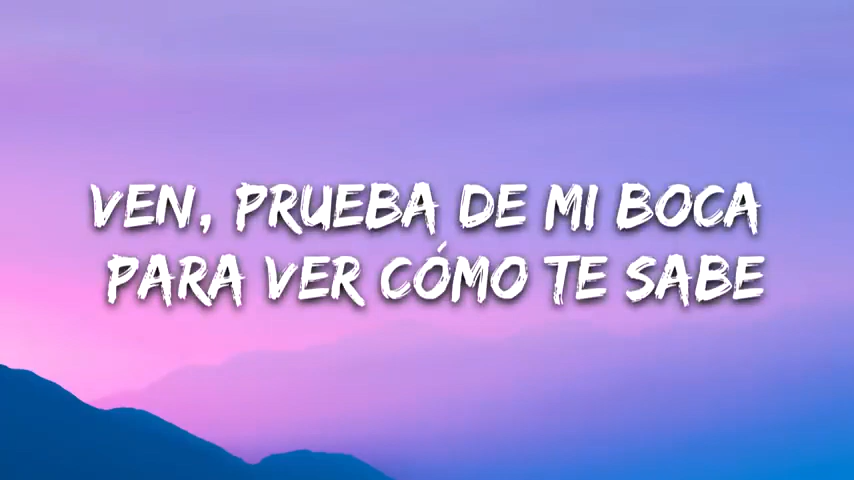 VEN, PRUEBA DE MI BOCA
PARA VER CÓMO TE SABE